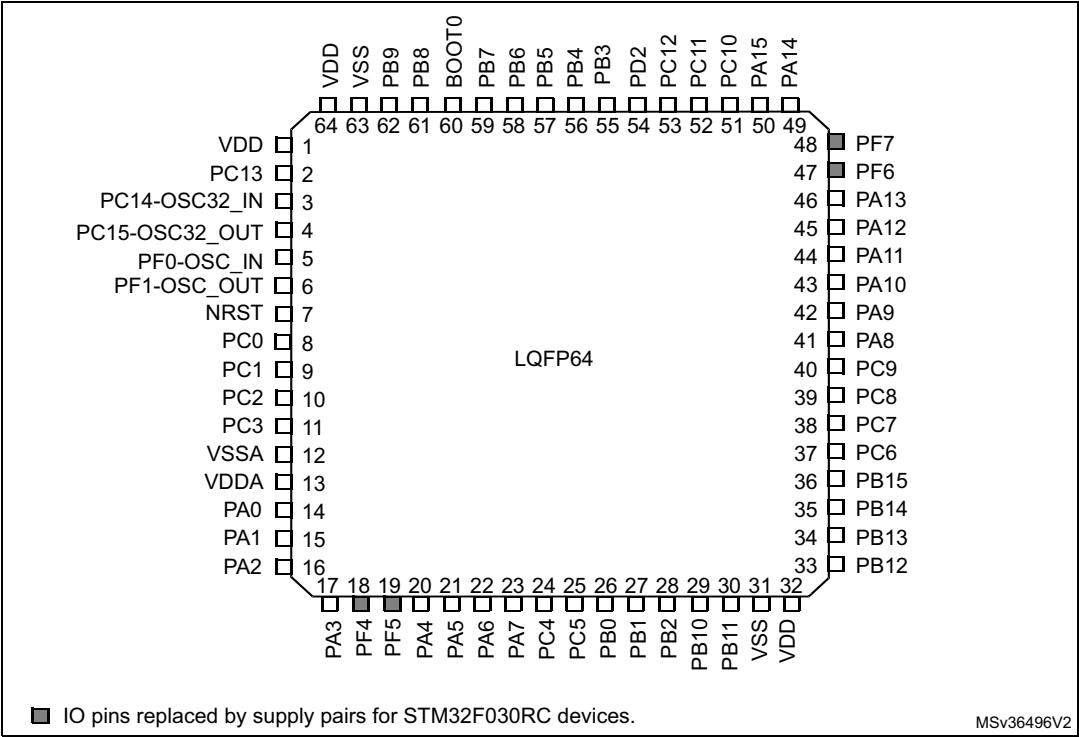 VDD
VSS
PB9
PB8
BOOT0
PB7
PB6
PB5
PB4
PB3
PD2
PC12
PC11
PC10
PA15
PA14
64 63 62 61 60 59 58 57 56 55 54 53 52 51 50 49
VDD 1
PC13 2
PC14-OSC32_IN 3
PC15-OSC32_OUT 4
PF0-OSC_IN 5
PF1-OSC_OUT 6
NRST 7
PC0 8
PC1 9
PC2 10
PC3 11
VSSA 12
VDDA 13
PA0 14
PA1 15
PA2 16
LQFP64
48 PF7
47 PF6
46 PA13
45 PA12
44 PA11
43 PA10
42 PA9
41 PA8
40 PC9
39 PC8
38 PC7
37 PC6
36 PB15
35 PB14
34 PB13
33 PB12
17 18 19 20 21 22 23 24 25 26 27 28 29 30 31 32
PA3
PF4
PF5
PA4
PA5
PA6
PA7
PC4
PC5
PB0
PB1
PB2
PB10
PB11
VSS
VDD
IO pins replaced by supply pairs for STM32F030RC devices.
MSv36496V2